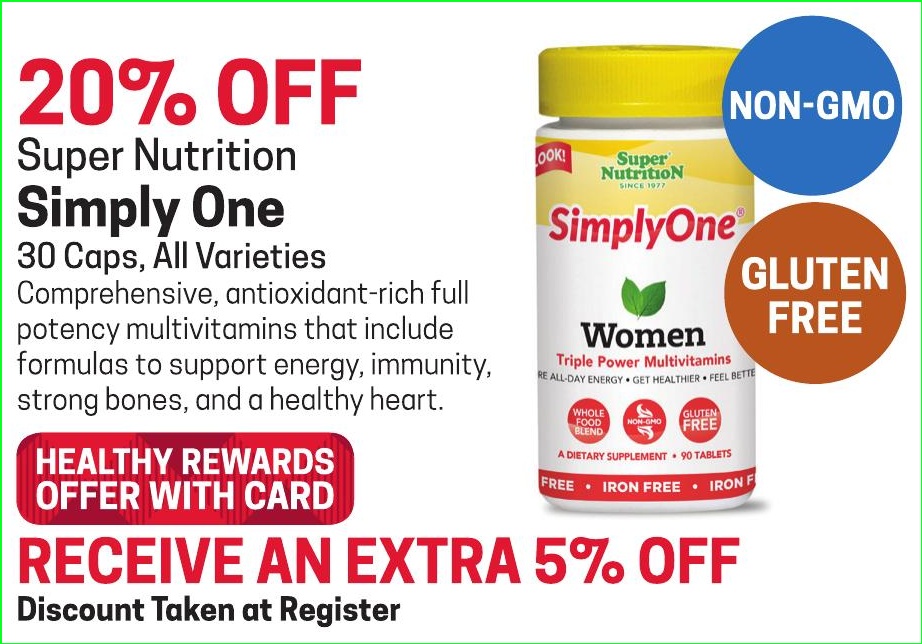 20% OFF
Super Nutrition
Simply One
30 Caps, All Varieties
Comprehensive, antioxidant-rich full
potency multivitamins that include
formulas to support energy, immunity,
strong bones, and a healthy heart.
HEALTHY REWARDS
OFFER WITH CARD
RECEIVE AN EXTRA 5% OFF
Discount Taken at Register
LOOK!
Super
NutritioN
SINCE 1977
SimplyOne®
Women
Triple Power Multivitamins
ALL-DAY ENERGY • GET HEALTHIER • FEEL
WHOLE
FOOD
BLEND
NON-GMO
GLUTEN
FREE
A DIETARY SUPPLEMENT • 90 TABLETS
FREE • IRON FREE • IRON
NON-GMO
GLUTEN
FREE